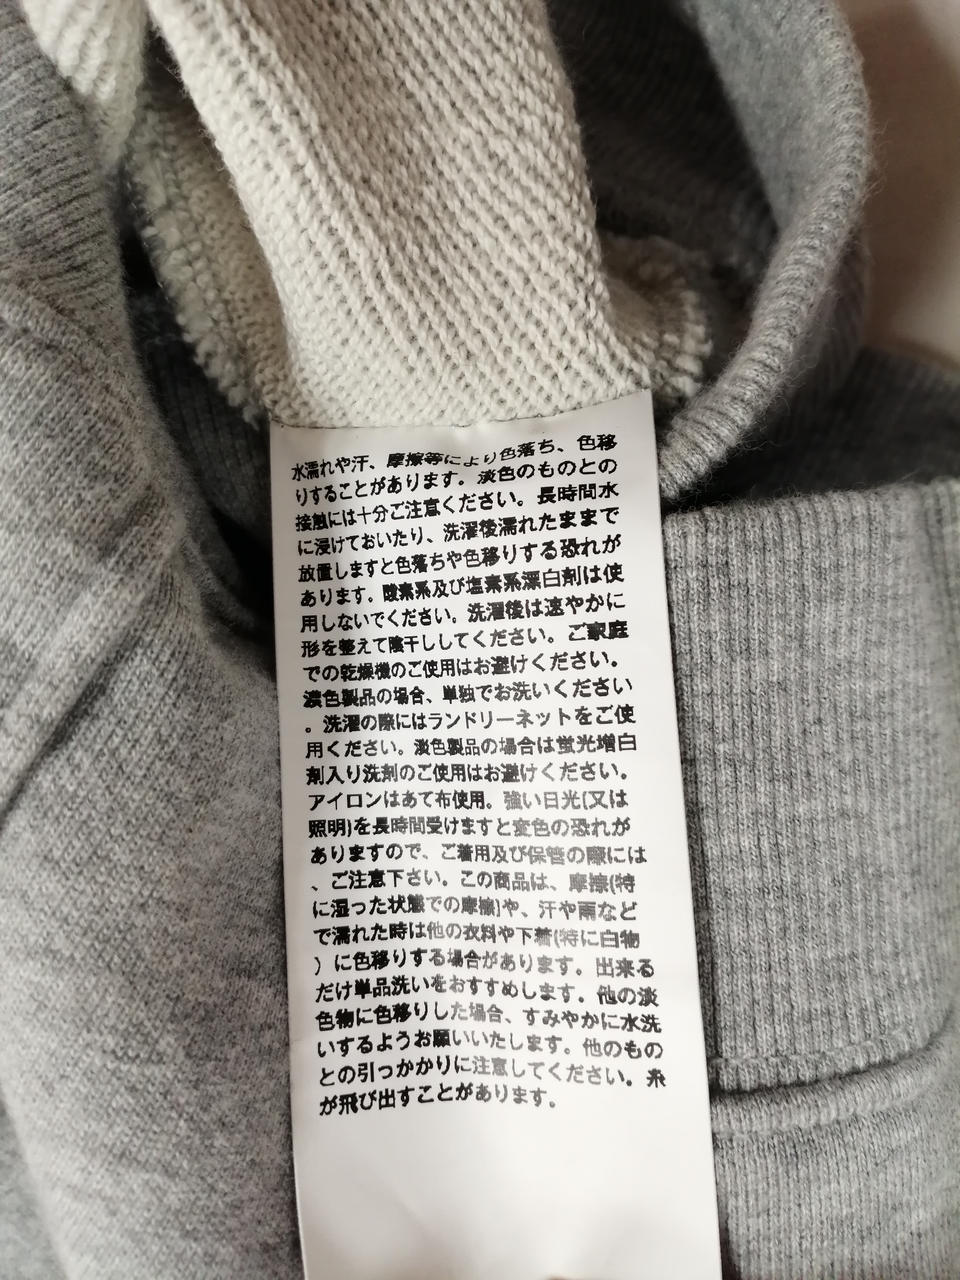 水濡れや汗、摩擦等により色落ち、色移
りすることがあります。淡色のものとの
接触には十分ご注意ください。長時間水
に浸けておいたり、洗濯後濡れたままで
放置しますと色落ちや色移りする恐れが
あります。酸素系及び塩素系漂白剤は使
用しないでください。洗濯後は速やかに
形を整えて陰干ししてください。ご家庭
での乾燥機のご使用はお避けください。
濃色製品の場合、単独でお洗いください
。洗濯の際にはランドリーネットをご使
用ください。淡色製品の場合は蛍光増白
剤入り洗剤のご使用はお避けください。
アイロンはあて布使用。強い日光(又は
照明)を長時間受けますと変色の恐れが
ありますので、ご着用及び保管の際には
、ご注意下さい。この商品は、摩擦(特
に湿った状態での摩擦)や、汗や雨など
で濡れた時は他の衣料や下着(特に白物
)に色移りする場合があります。出来る
だけ単品洗いをおすすめします。他の淡
色物に色移りした場合、すみやかに水洗
いするようお願いいたします。他のもの
との引っかかりに注意してください。糸
が飛び出すことがあります。